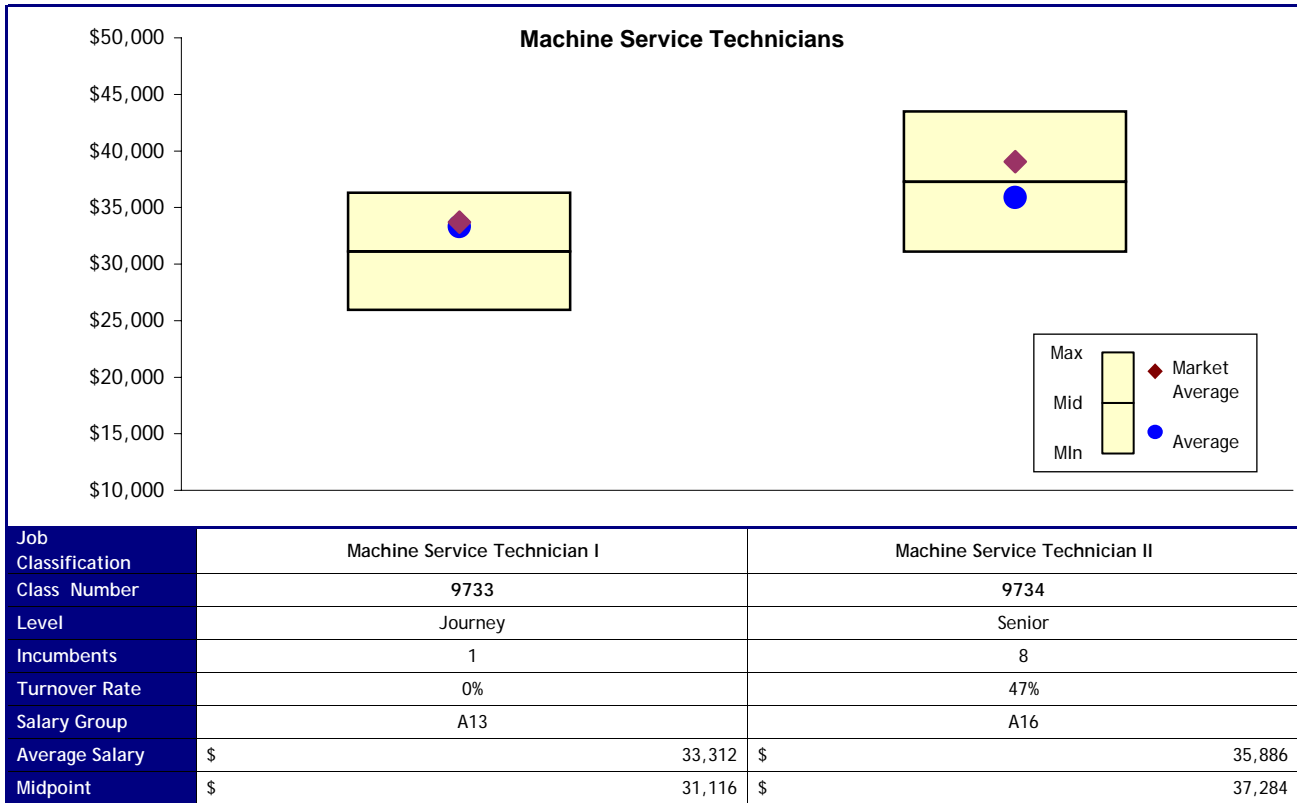 Machine Service Technicians
$50,000
$45,000
$40,000
$35,000
$30,000
$25,000
$20,000
$15,000
$10,000
Max
Mid
MIn
Market
Average
Average
Job
Classification Machine Service Technician I Machine Service Technician II
Class Number 9733 9734
Level Journey Senior
Incumbents 1 8
Turnover Rate 0% 47%
Salary Group A13 A16
Average Salary $ 33,312 $ 35,886
Midpoint $ 31,116 $ 37,284